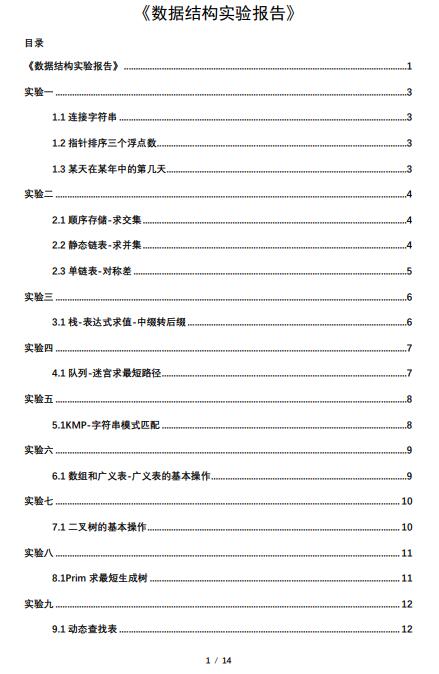 《数据结构实验报告》
目录
《数据结构实验报告》 ........ 1
实验一 ........ 3
1.1 连接字符串 ........ 3
1.2 指针排序三个浮点数 ........ 3
1.3 某天在某年中的第几天 ........ 3
实验二 ........ 4
2.1 顺序存储-求交集 ........ 4
2.2 静态链表-求并集 ........ 4
2.3 单链表-对称差 ........ 5
实验三 ........ 6
3.1 栈-表达式求值-中缀转后缀 ........ 6
实验四 ........ 7
4.1 队列-迷宫求最短路径 ........ 7
实验五 ........ 8
5.1KMP-字符串模式匹配 ........ 8
实验六 ........ 9
6.1 数组和广义表-广义表的基本操作 ........ 9
实验七 ........ 10
7.1 二叉树的基本操作 ........ 10
实验八 ........ 11
8.1Prim 求最短生成树 ........ 11
实验九 ........ 12
9.1 动态查找表 ........ 12
1 / 14